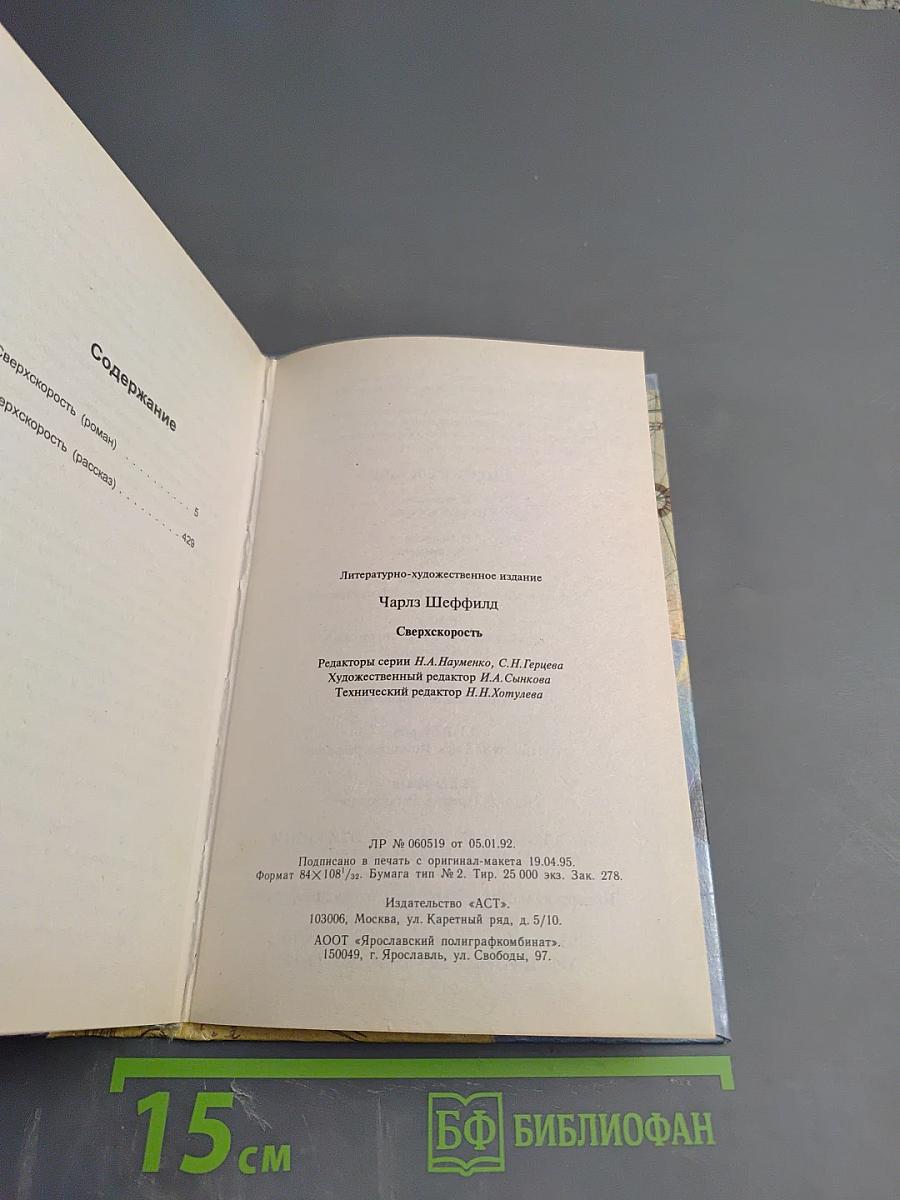 Содержание
Сверхскорость (роман) . . . . . . . . . . 5
(рассказ) . . . . . . . . . . 429
Литературно-художественное издание
Чарлз Шеффилд
Сверхскорость
Редакторы серии Н.А.Науменко, С.Н.Герцева
Художественный редактор И.А.Сынкова
Технический редактор Н.Н.Хотулева
ЛР № 060519 от 05.01.92.
Подписано в печать с оригинал-макета 19.04.95.
Формат 84×108¹/₃₂. Бумага тип № 2. Тир. 25 000 экз. Зак. 278.
Издательство «АСТ».
103006, Москва, ул. Каретный ряд, д. 5/10.
АООТ «Ярославский полиграфкомбинат».
150049, г. Ярославль, ул. Свободы, 97.
15 см
БФ БИБЛИОФАН